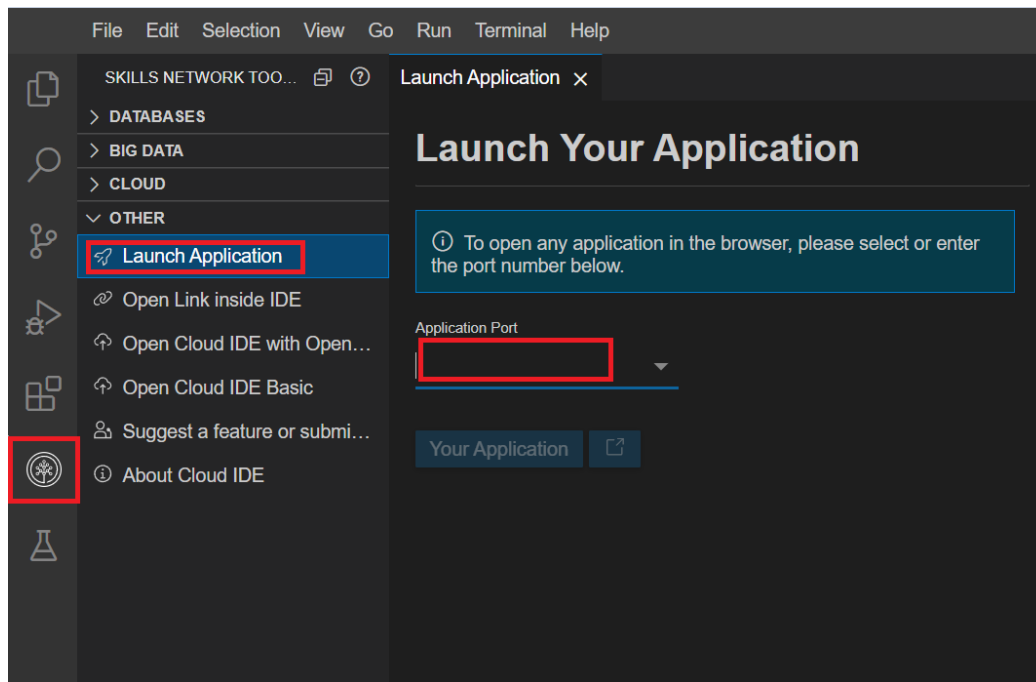 File Edit Selection View Go Run Terminal Help
SKILLS NETWORK TOO...
Launch Application
DATABASES
BIG DATA
CLOUD
OTHER
Launch Application
Open Link inside IDE
Open Cloud IDE with Open...
Open Cloud IDE Basic
Suggest a feature or submi...
About Cloud IDE
Launch Your Application
To open any application in the browser, please select or enter
the port number below.
Application Port
Your Application